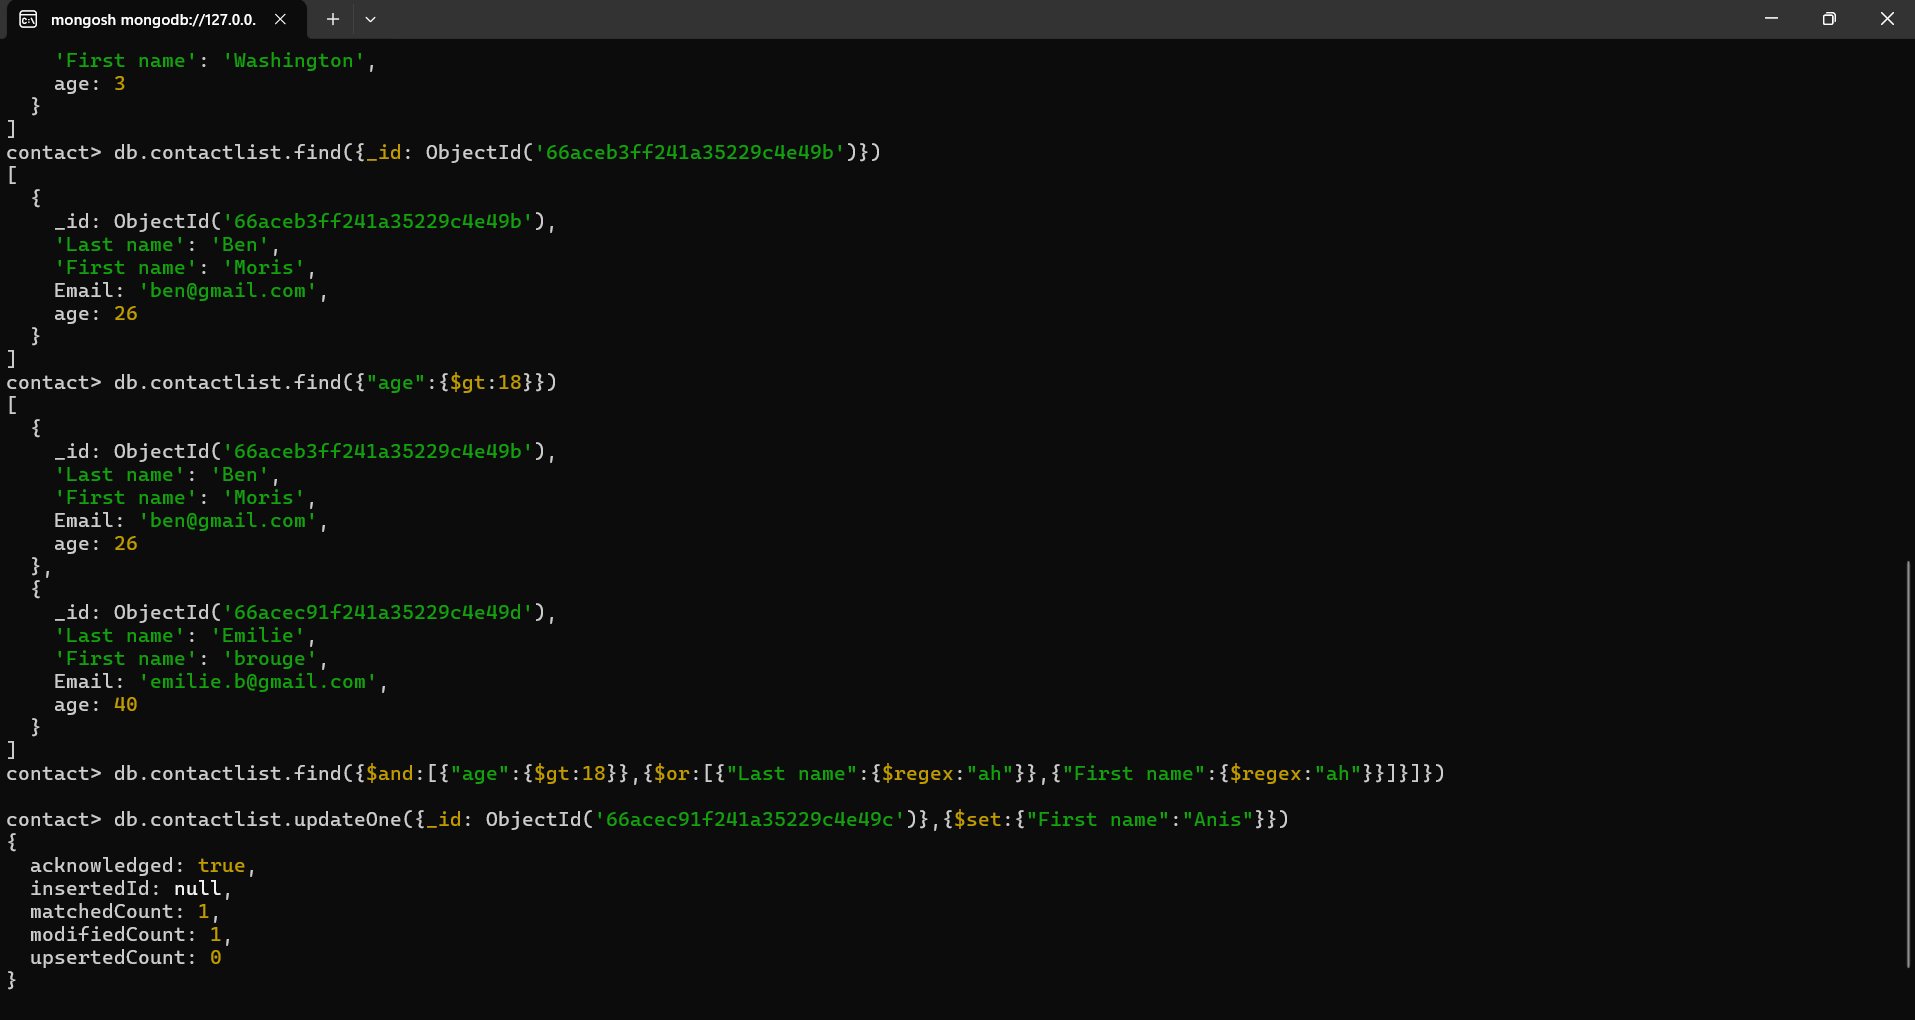 mongosh mongodb://127.0.0.
    'First name': 'Washington',
    age: 3
  }
]
contact> db.contactlist.find({_id: ObjectId('66aceb3ff241a35229c4e49b')})
[
  {
    _id: ObjectId('66aceb3ff241a35229c4e49b'),
    'Last name': 'Ben',
    'First name': 'Moris',
    Email: 'ben@gmail.com',
    age: 26
  }
]
contact> db.contactlist.find({"age":{$gt:18}})
[
  {
    _id: ObjectId('66aceb3ff241a35229c4e49b'),
    'Last name': 'Ben',
    'First name': 'Moris',
    Email: 'ben@gmail.com',
    age: 26
  },
  {
    _id: ObjectId('66acec91f241a35229c4e49d'),
    'Last name': 'Emilie',
    'First name': 'brouge',
    Email: 'emilie.b@gmail.com',
    age: 40
  }
]
contact> db.contactlist.find({$and:[{"age":{$gt:18}},{$or:[{"Last name":{$regex:"ah"}},{"First name":{$regex:"ah"}}]}]})
contact> db.contactlist.updateOne({_id: ObjectId('66acec91f241a35229c4e49c')},{$set:{"First name":"Anis"}})
{
  acknowledged: true,
  insertedId: null,
  matchedCount: 1,
  modifiedCount: 1,
  upsertedCount: 0
}